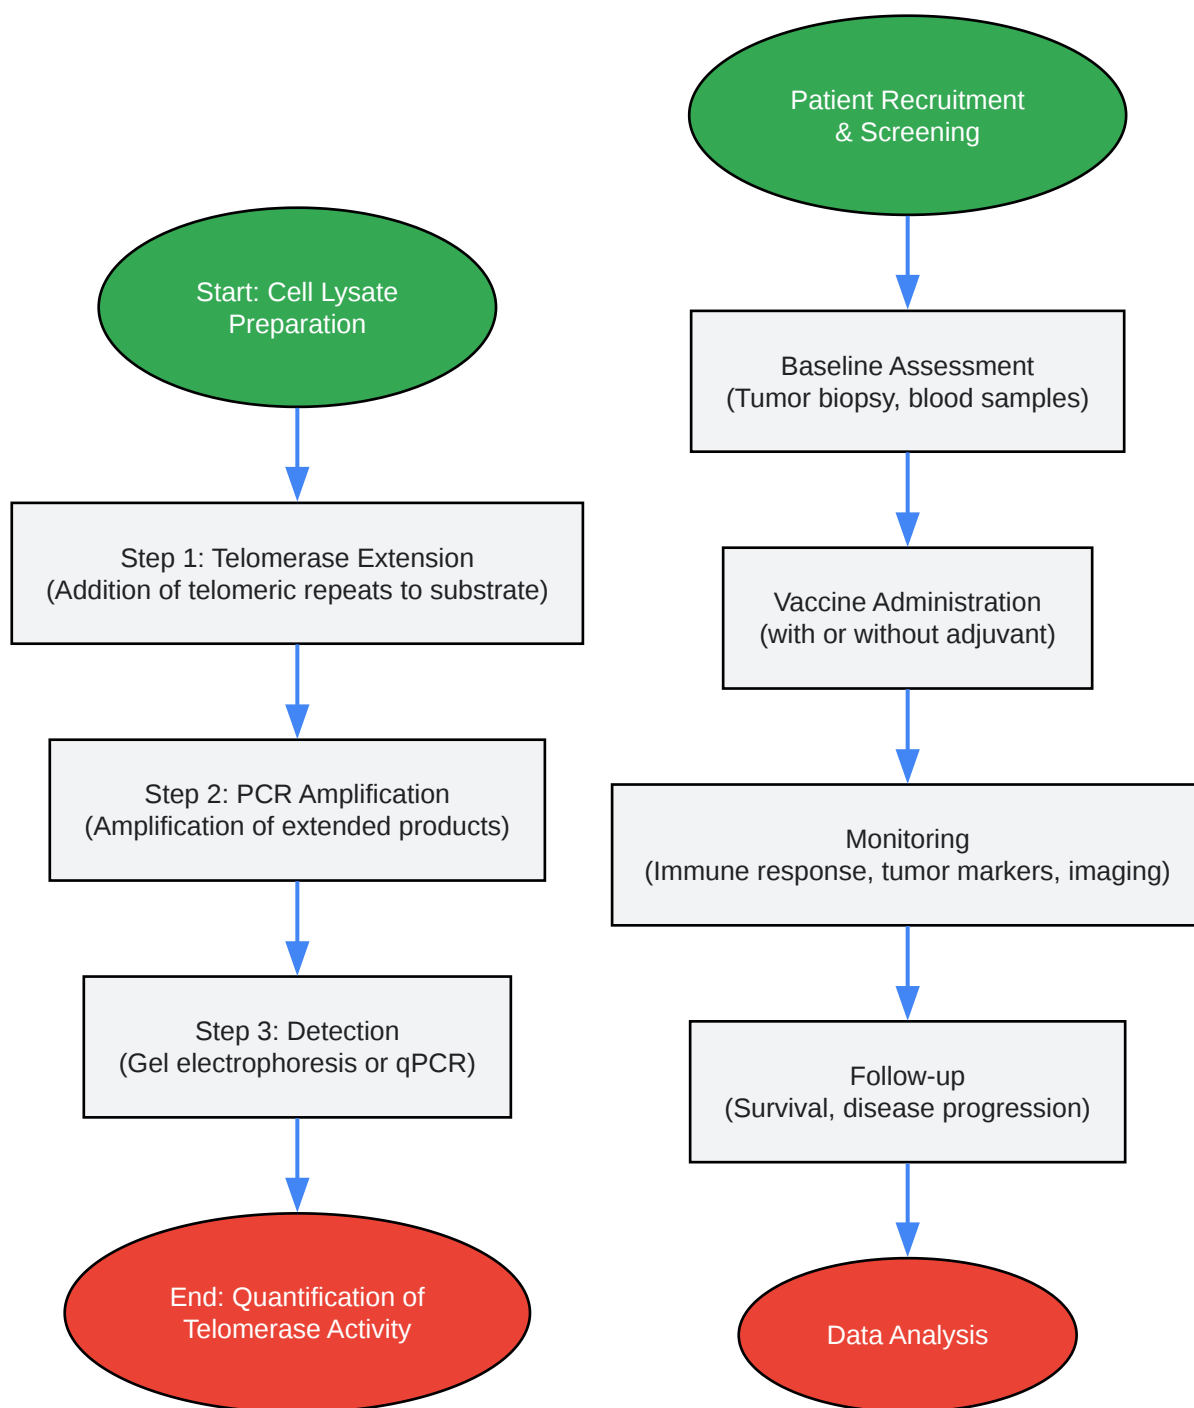 Start: Cell Lysate
Preparation
Step 1: Telomerase Extension
(Addition of telomeric repeats to substrate)
Step 2: PCR Amplification
(Amplification of extended products)
Step 3: Detection
(Gel electrophoresis or qPCR)
End: Quantification of
Telomerase Activity
Patient Recruitment
& Screening
Baseline Assessment
(Tumor biopsy, blood samples)
Vaccine Administration
(with or without adjuvant)
Monitoring
(Immune response, tumor markers, imaging)
Follow-up
(Survival, disease progression)
Data Analysis